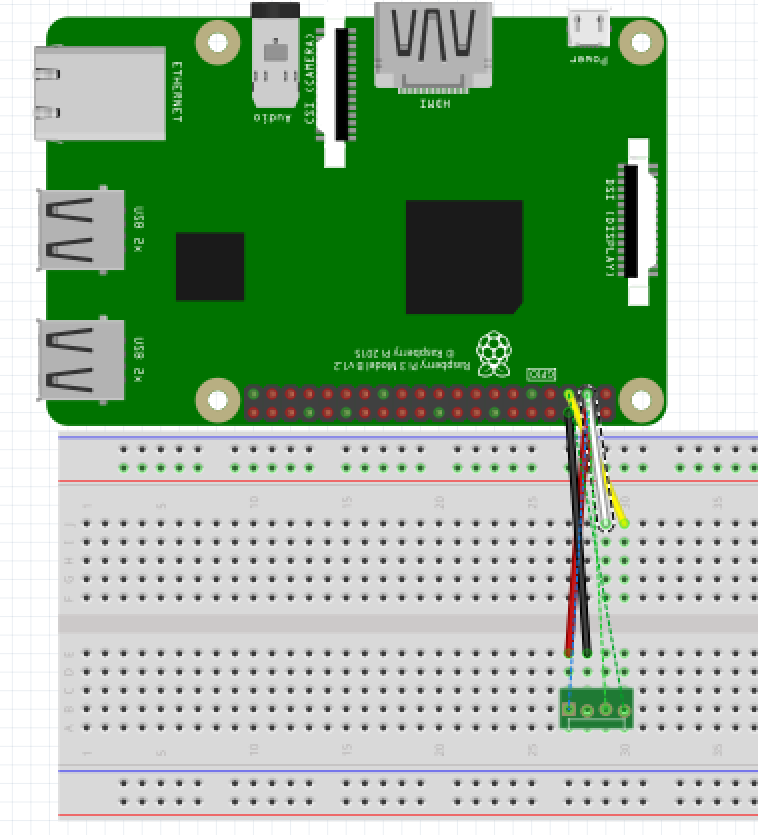 ETHERNET
Audio
CSI (CAMERA)
HDMI
Power
USB 2x
DSI (DISPLAY)
USB 2x
Raspberry Pi 3 Model B v1.2
© Raspberry Pi 2015
GPIO
1 5 10 15 20 25 30 35
J
I
H
G
F
E
D
C
B
A
1 5 10 15 20 25 30 35